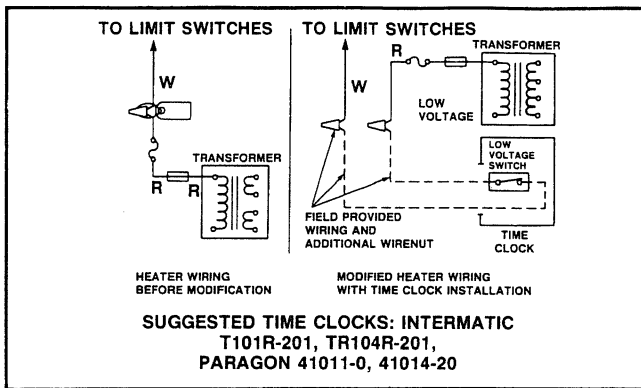 TO LIMIT SWITCHES
W
TRANSFORMER
R
R
HEATER WIRING
BEFORE MODIFICATION
TO LIMIT SWITCHES
TRANSFORMER
R
W
LOW
VOLTAGE
LOW
VOLTAGE
SWITCH
FIELD PROVIDED
WIRING AND
ADDITIONAL WIRENUT
TIME
CLOCK
MODIFIED HEATER WIRING
WITH TIME CLOCK INSTALLATION
SUGGESTED TIME CLOCKS: INTERMATIC
T101R-201, TR104R-201,
PARAGON 41011-0, 41014-20